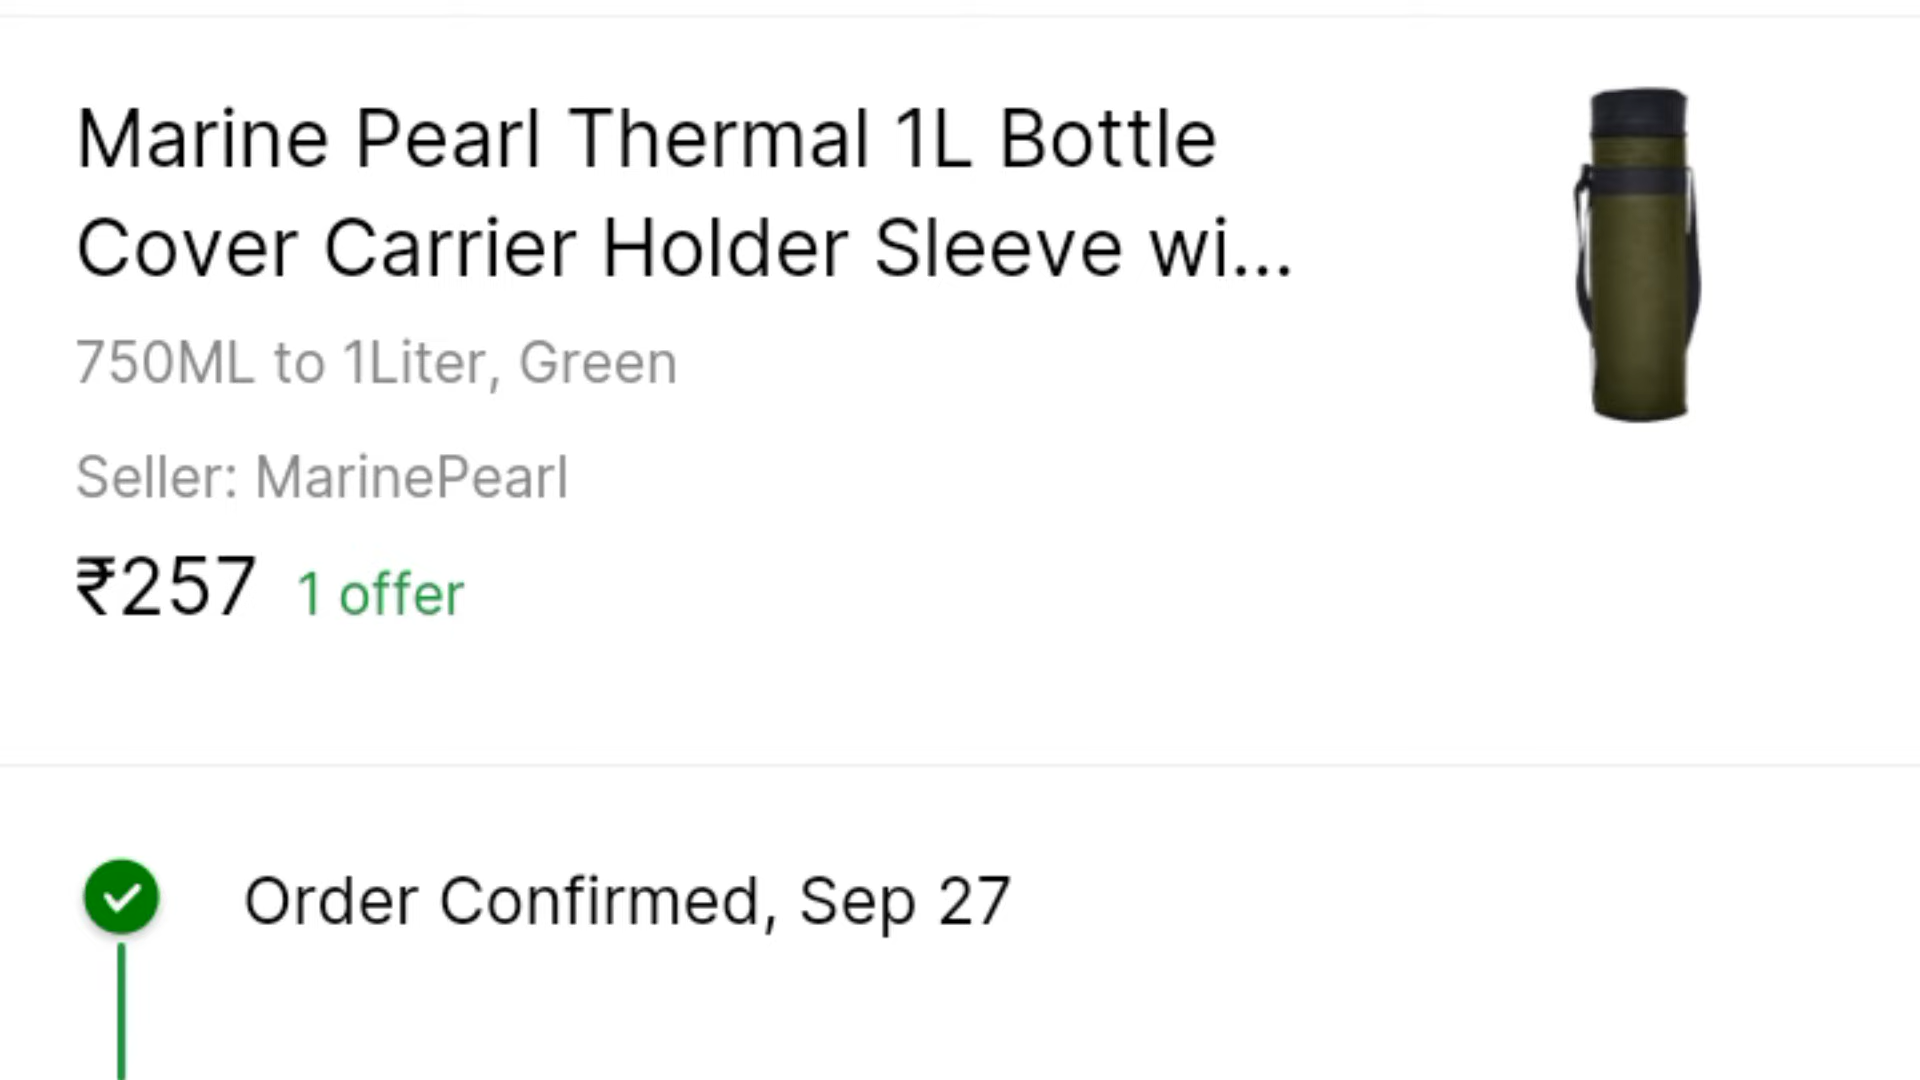 Marine Pearl Thermal 1L Bottle
Cover Carrier Holder Sleeve wi...
750ML to 1Liter, Green
Seller: MarinePearl
₹257 1 offer
Order Confirmed, Sep 27